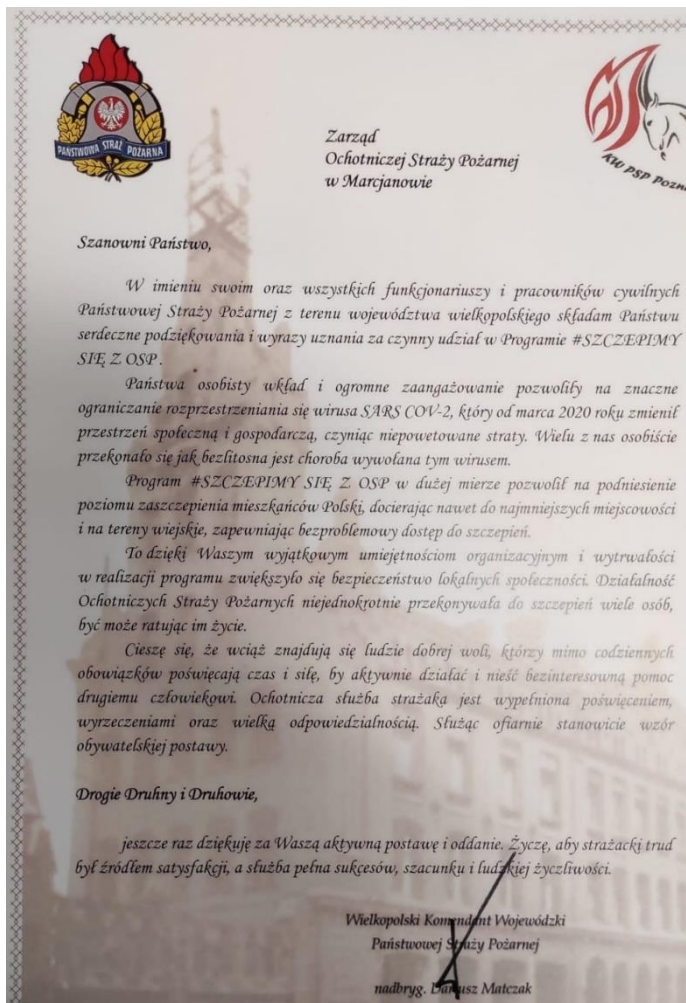 PAŃSTWOWA STRAŻ POŻARNA
KW PSP
Zarząd
Ochotniczej Straży Pożarnej
w Marcjanowie
Szanowni Państwo,
W imieniu swoim oraz wszystkich funkcjonariuszy i pracowników cywilnych
Państwowej Straży Pożarnej z terenu województwa wielkopolskiego składam Państwu
serdeczne podziękowania i wyrazy uznania za czynny udział w Programie #SZCZEPIMY
SIĘ Z OSP .
Państwa osobisty wkład i ogromne zaangażowanie pozwoliły na znaczne
ograniczanie rozprzestrzeniania się wirusa SARS COV-2, który od marca 2020 roku zmienił
przestrzeń społeczną i gospodarczą, czyniąc niepowetowane straty. Wielu z nas osobiście
przekonało się jak bezlitosna jest choroba wywołana tym wirusem.
Program #SZCZEPIMY SIĘ Z OSP w dużej mierze pozwolił na podniesienie
poziomu zaszczepienia mieszkańców Polski, docierając nawet do najmniejszych miejscowości
i na tereny wiejskie, zapewniając bezproblemowy dostęp do szczepień.
To dzięki Waszym wyjątkowym umiejętnościom organizacyjnym i wytrwałości
w realizacji programu zwiększyło się bezpieczeństwo lokalnych społeczności. Działalność
Ochotniczych Straży Pożarnych niejednokrotnie przekonywała do szczepień wiele osób,
być może ratując im życie.
Cieszę się, że wciąż znajdują się ludzie dobrej woli, którzy mimo codziennych
obowiązków poświęcają czas i siłę, by aktywnie działać i nieść bezinteresowną pomoc
drugiemu człowiekowi. Ochotnicza służba strażaka jest wypełniona poświęceniem,
wyrzeczeniami oraz wielką odpowiedzialnością. Służąc ofiarnie stanowicie wzór
obywatelskiej postawy.
Drogie Druhny i Druhowie,
jeszcze raz dziękuję za Waszą aktywną postawę i oddanie. Życzę, aby strażacki trud
był źródłem satysfakcji, a służba pełna sukcesów, szacunku i ludzkiej życzliwości.
Wielkopolski Komendant Wojewódzki
Państwowej Straży Pożarnej
nadbryg. Dariusz Matczak